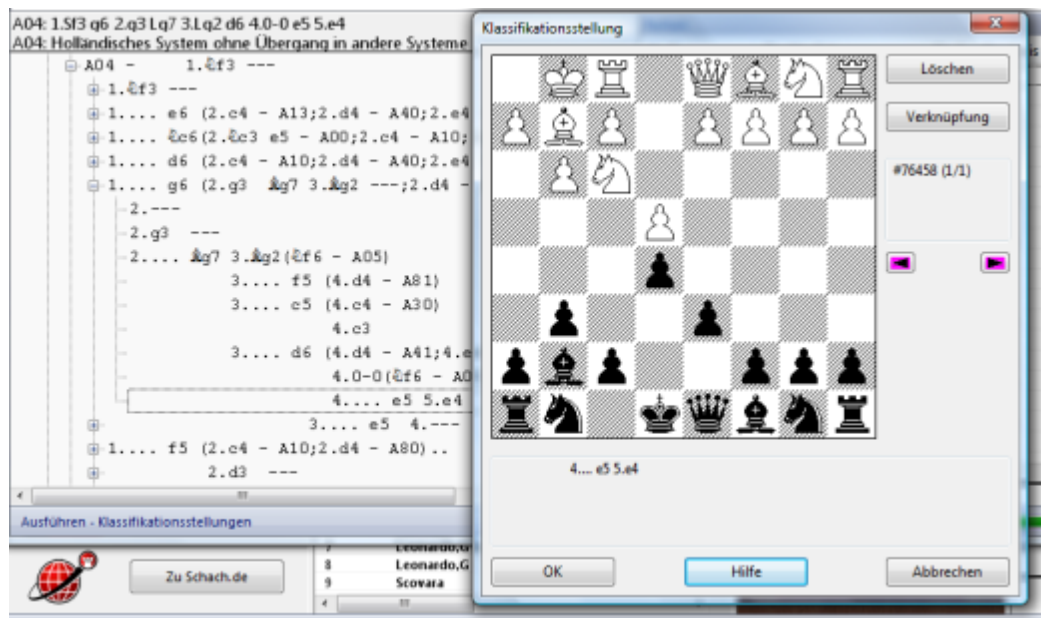 A04: 1.Sf3 g6 2.g3 Lg7 3.Lg2 d6 4.0-0 e5 5.e4
A04: Holländisches System ohne Übergang in andere Systeme
A04 - 1.♘f3 ---
1.♘f3 ---
1.... e6 (2.c4 - A13;2.d4 - A40;2.e4
1.... ♘c6(2.♘c3 e5 - A00;2.c4 - A10;
1.... d6 (2.c4 - A10;2.d4 - A40;2.e4
1.... g6 (2.g3 ♗g7 3.♗g2 ---;2.d4 -
2.---
2.g3 ---
2.... ♗g7 3.♗g2(♘f6 - A05)
3.... f5 (4.d4 - A81)
3.... c5 (4.c4 - A30)
4.c3
3.... d6 (4.d4 - A41;4.e
4.0-0(♘f6 - A0
4.... e5 5.e4
3.... e5 4.---
1.... f5 (2.c4 - A10;2.d4 - A80)..
2.d3 ---
Ausführen - Klassifikationsstellungen
Zu Schach.de
8 Leonardo,G
9 Scovara
Klassifikationsstellung
Löschen
Verknüpfung
#76458 (1/1)
4.... e5 5.e4
OK
Hilfe
Abbrechen